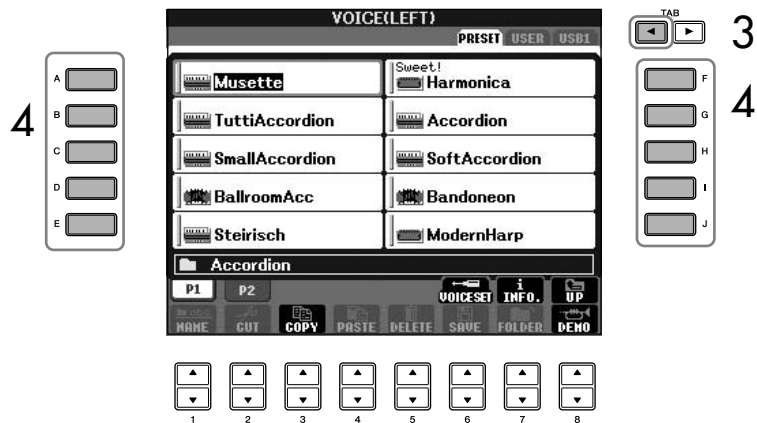 VOICE(LEFT)
TAB
PRESET USER USB1
3
4
A
B
C
D
E
Musette
Sweet!
Harmonica
TuttiAccordion
Accordion
SmallAccordion
SoftAccordion
BallroomAcc
Bandoneon
Steirisch
ModernHarp
Accordion
F
G
H
I
J
4
P1 P2
VOICESET INFO. UP
NAME CUT COPY PASTE DELETE SAVE FOLDER DEMO
1 2 3 4 5 6 7 8